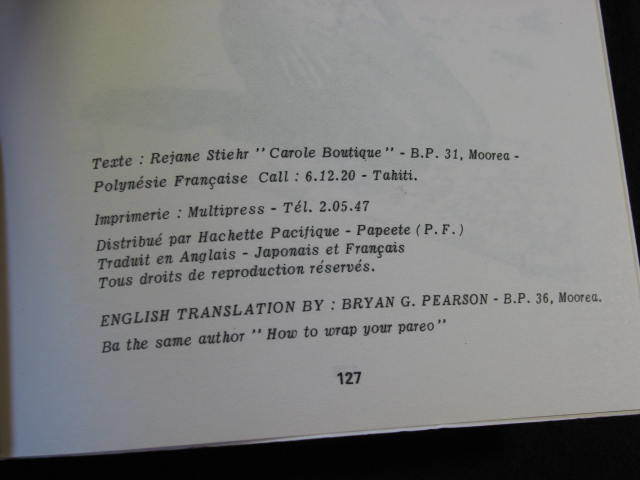 Texte : Rejane Stiehr " Carole Boutique " - B.P. 31, Moorea -
Polynésie Française Call : 6.12.20 - Tahiti.
Imprimerie : Multipress - Tél. 2.05.47
Distribué par Hachette Pacifique - Papeete ( P. F. )
Traduit en Anglais - Japonais et Français
Tous droits de reproduction réservés.
ENGLISH TRANSLATION BY : BRYAN G. PEARSON - B.P. 36, Moorea.
Ba the same author " How to wrap your pareo "
127